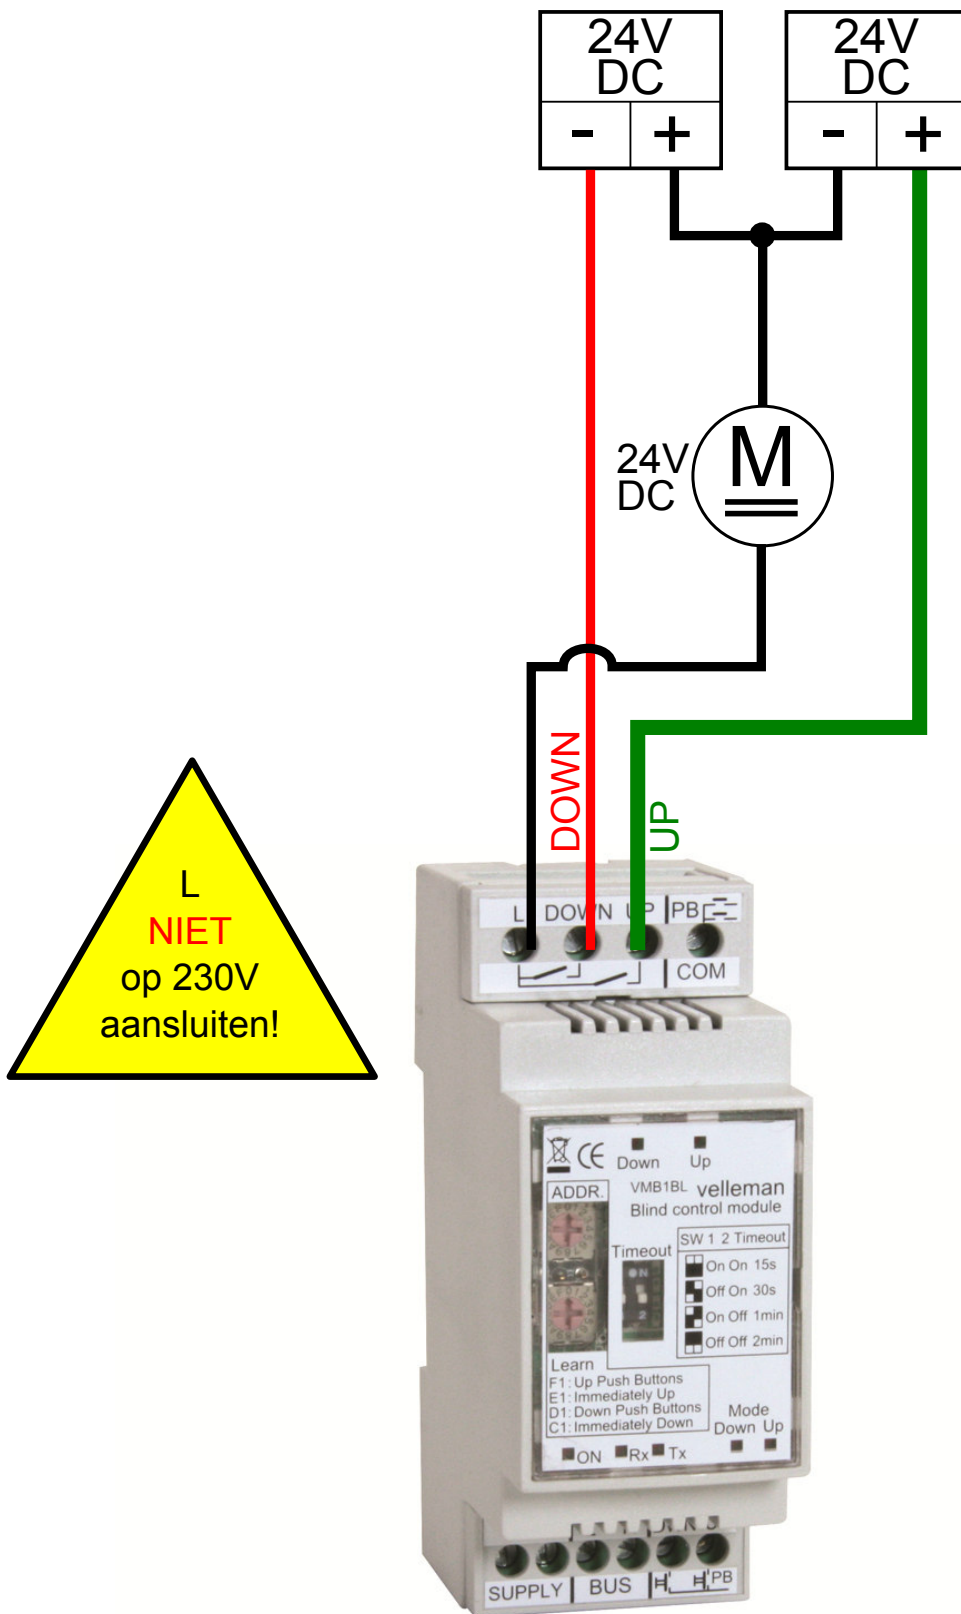 24V
DC
- +
24V
DC
- +
24V
DC
M
DOWN
UP
L
NIET
op 230V
aansluiten!
L DOWN UP PB
COM
CE
Down Up
ADDR.
VMB1BL velleman
Blind control module
Timeout
SW 1 2 Timeout
On On 15s
Off On 30s
On Off 1min
Off Off 2min
Learn
F1: Up Push Buttons
E1: Immediately Up
D1: Down Push Buttons
C1: Immediately Down
Mode
Down Up
ON Rx Tx
SUPPLY BUS PB